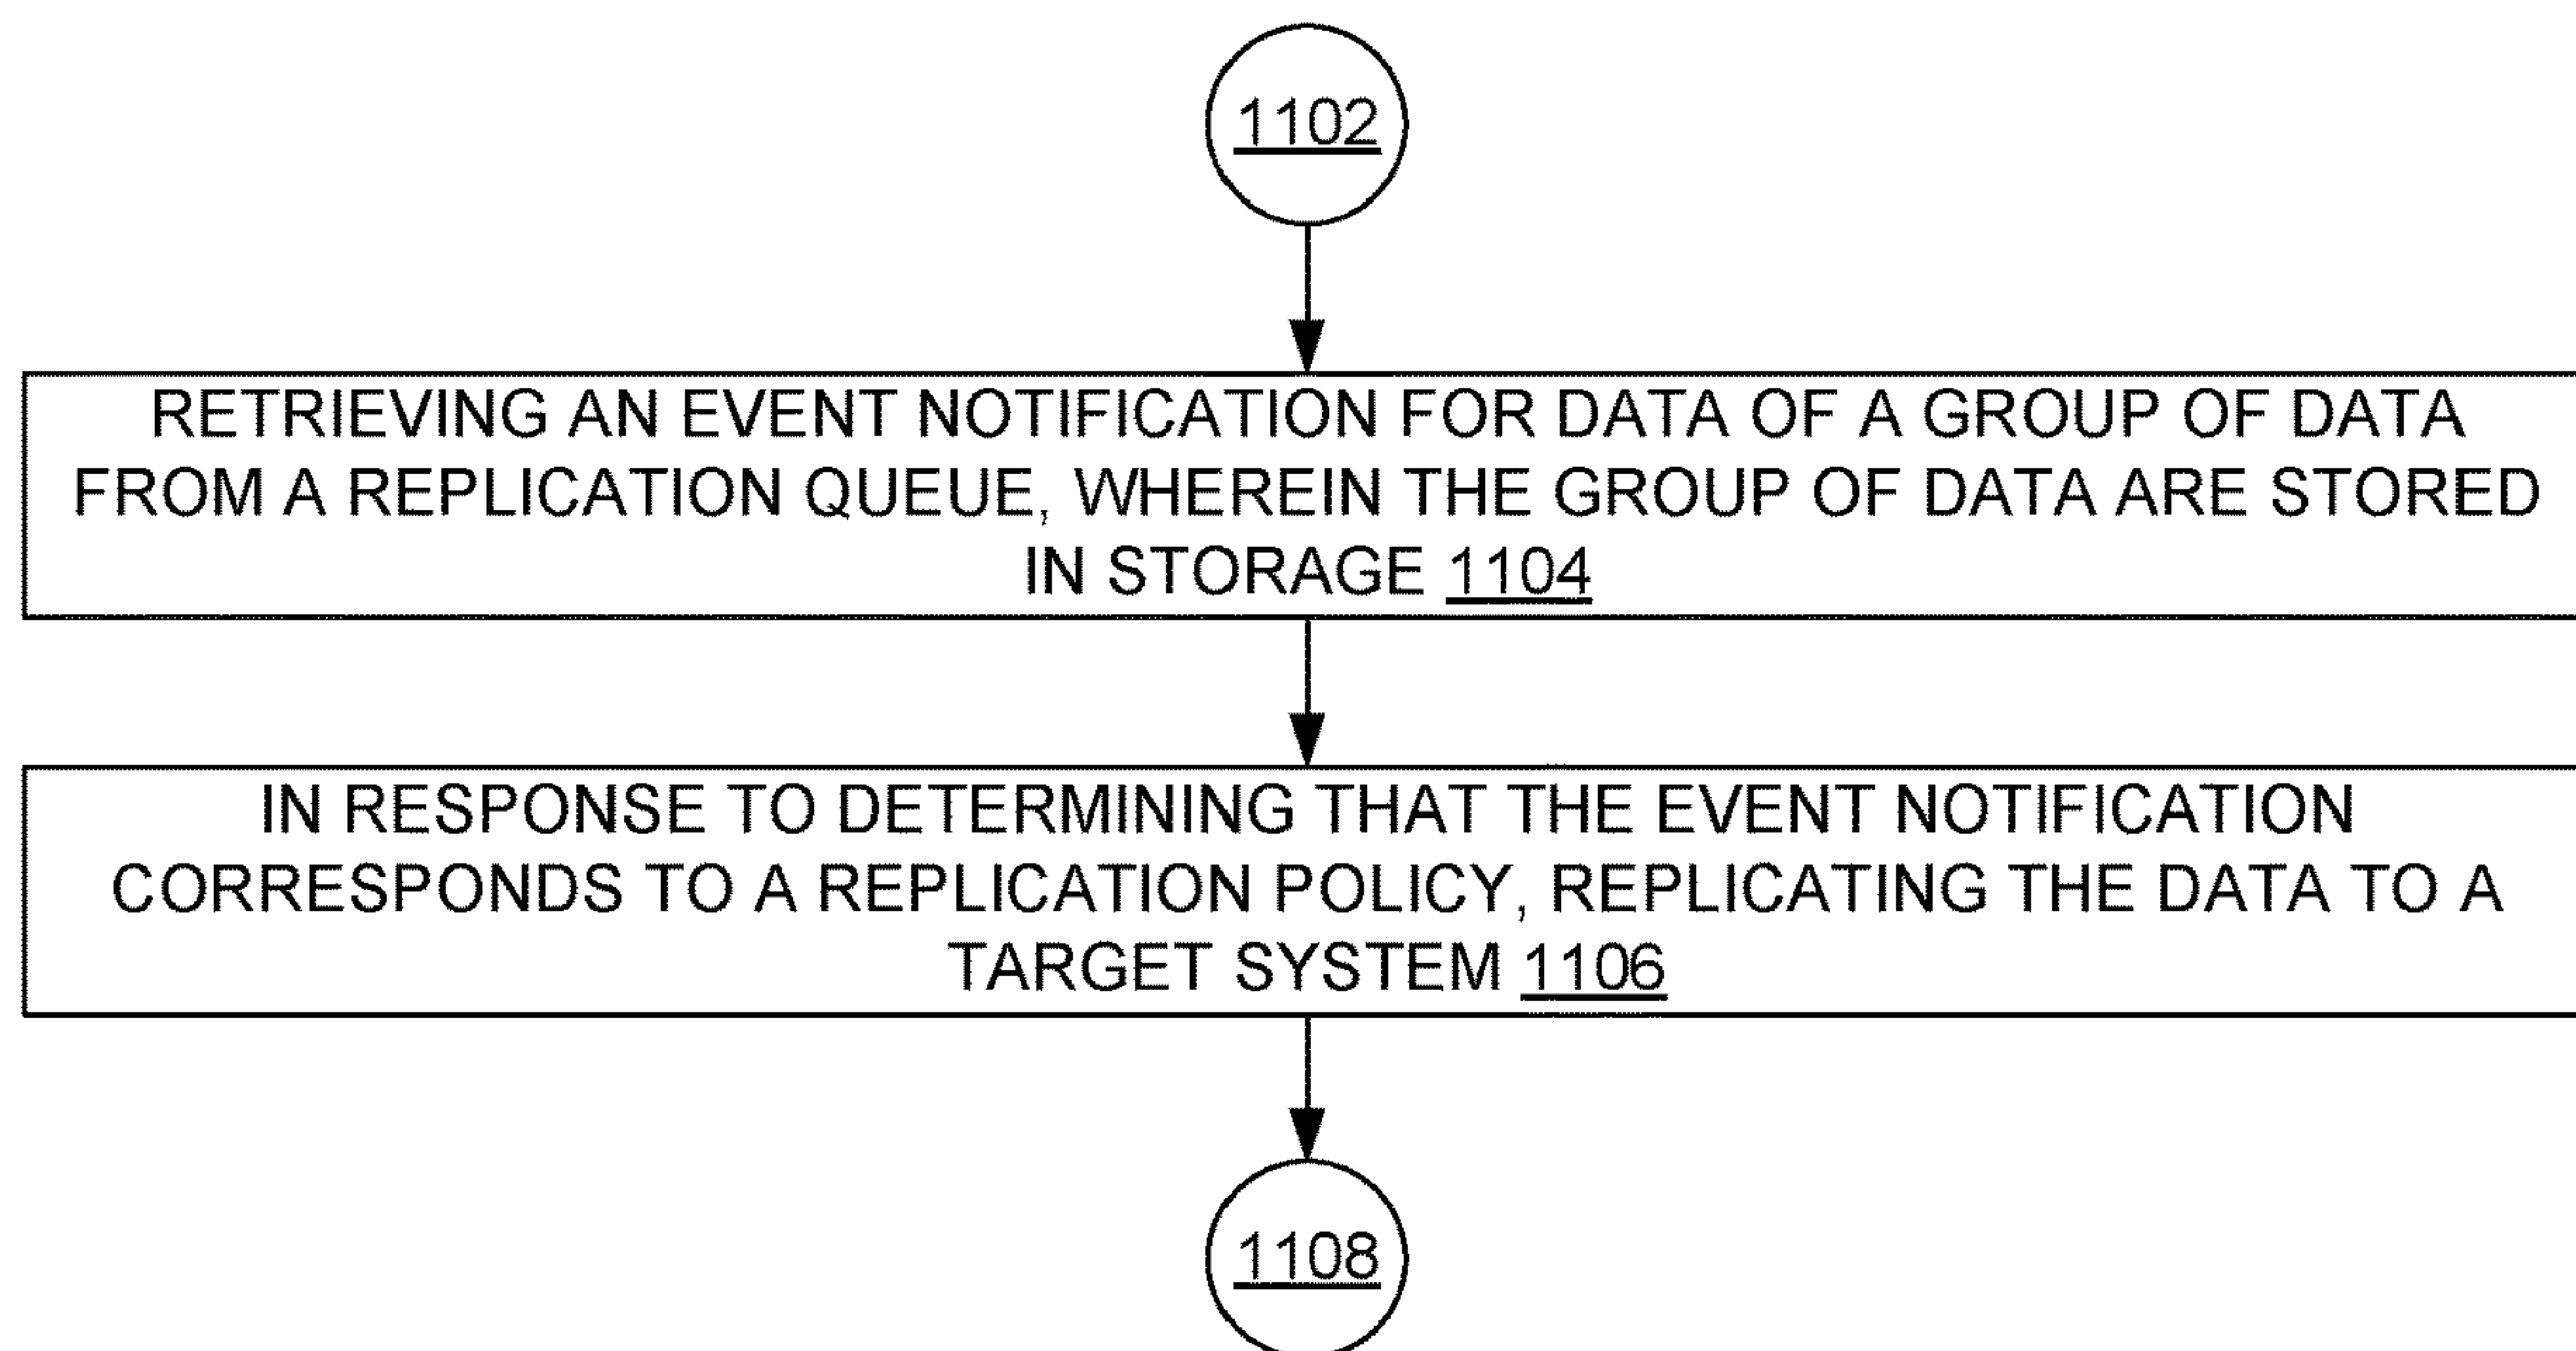 1102
RETRIEVING AN EVENT NOTIFICATION FOR DATA OF A GROUP OF DATA
FROM A REPLICATION QUEUE, WHEREIN THE GROUP OF DATA ARE STORED
IN STORAGE 1104
IN RESPONSE TO DETERMINING THAT THE EVENT NOTIFICATION
CORRESPONDS TO A REPLICATION POLICY, REPLICATING THE DATA TO A
TARGET SYSTEM 1106
1108